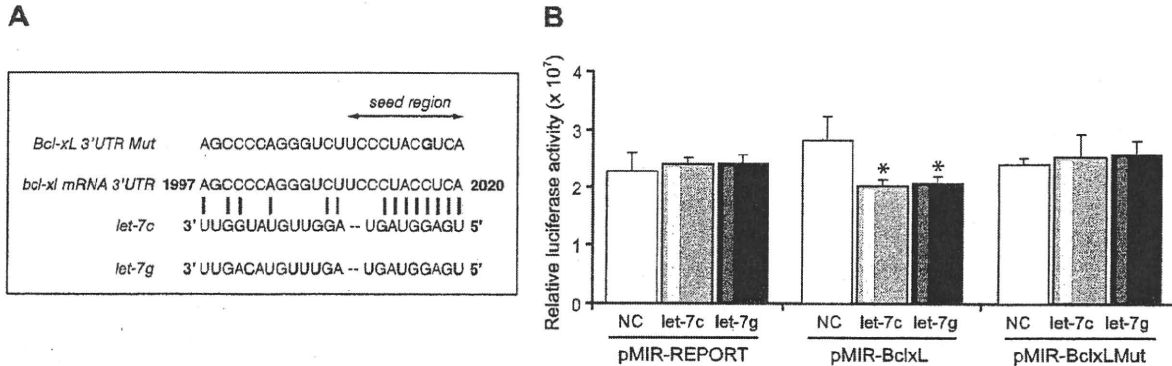 A
seed region
Bcl-xL 3'UTR Mut AGCCCCAGGGUCUUCCCUACGUCA
bcl-xl mRNA 3'UTR 1997 AGCCCCAGGGUCUUCCCUACCUCA 2020
let-7c 3' UUGGUAUGUUGGA -- UGAUGGAGU 5'
let-7g 3' UUGACAUGUUUGA -- UGAUGGAGU 5'
B
Relative luciferase activity (x 10⁷)
4
3
2
1
0
* *
NC let-7c let-7g NC let-7c let-7g NC let-7c let-7g
pMIR-REPORT pMIR-BclxL pMIR-BclxLMut